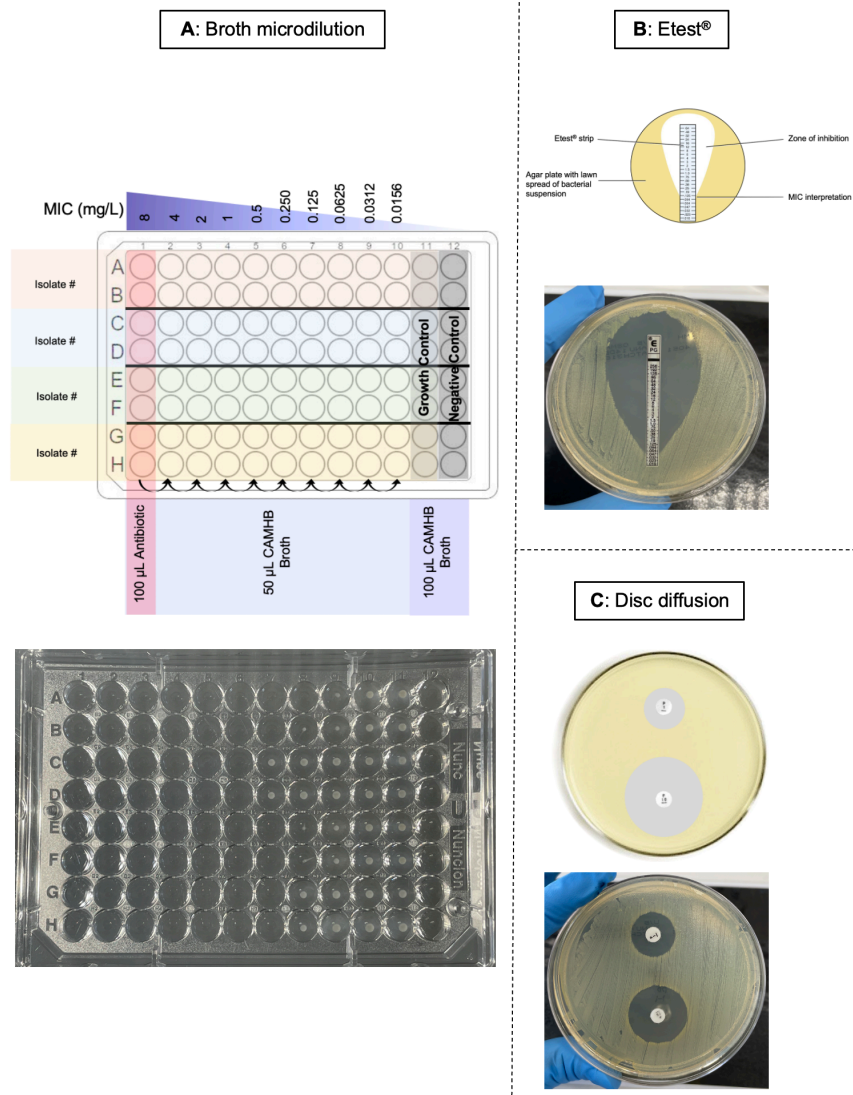 A: Broth microdilution
MIC (mg/L)
8
4
2
1
0.5
0.250
0.125
0.0625
0.0312
0.0156
1 2 3 4 5 6 7 8 9 10 11 12
A
B
C
D
E
F
G
H
Isolate #
Isolate #
Isolate #
Isolate #
Growth Control
Negative Control
100 µL Antibiotic
50 µL CAMHB
Broth
100 µL CAMHB
Broth
A
B
C
D
E
F
G
H
Nunc
Nunclon
B: Etest®
Etest® strip
Zone of inhibition
Agar plate with lawn
spread of bacterial
suspension
MIC interpretation
E
PG
C: Disc diffusion